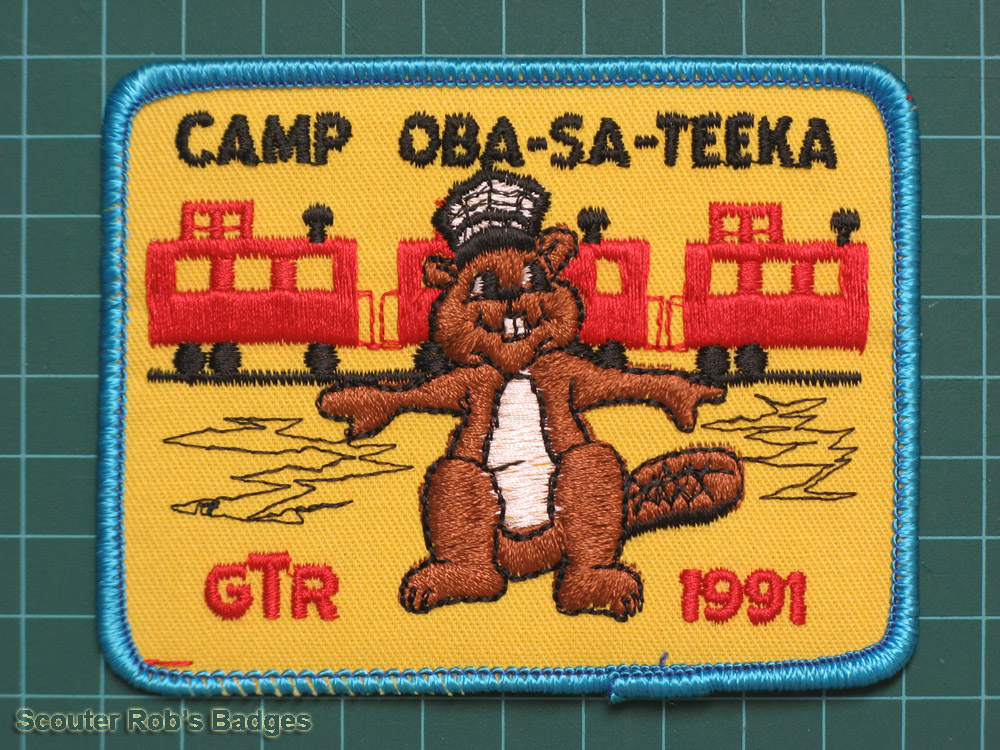 CAMP OBA-SA-TEEKA
GTR 1991
Scouter Rob's Badges